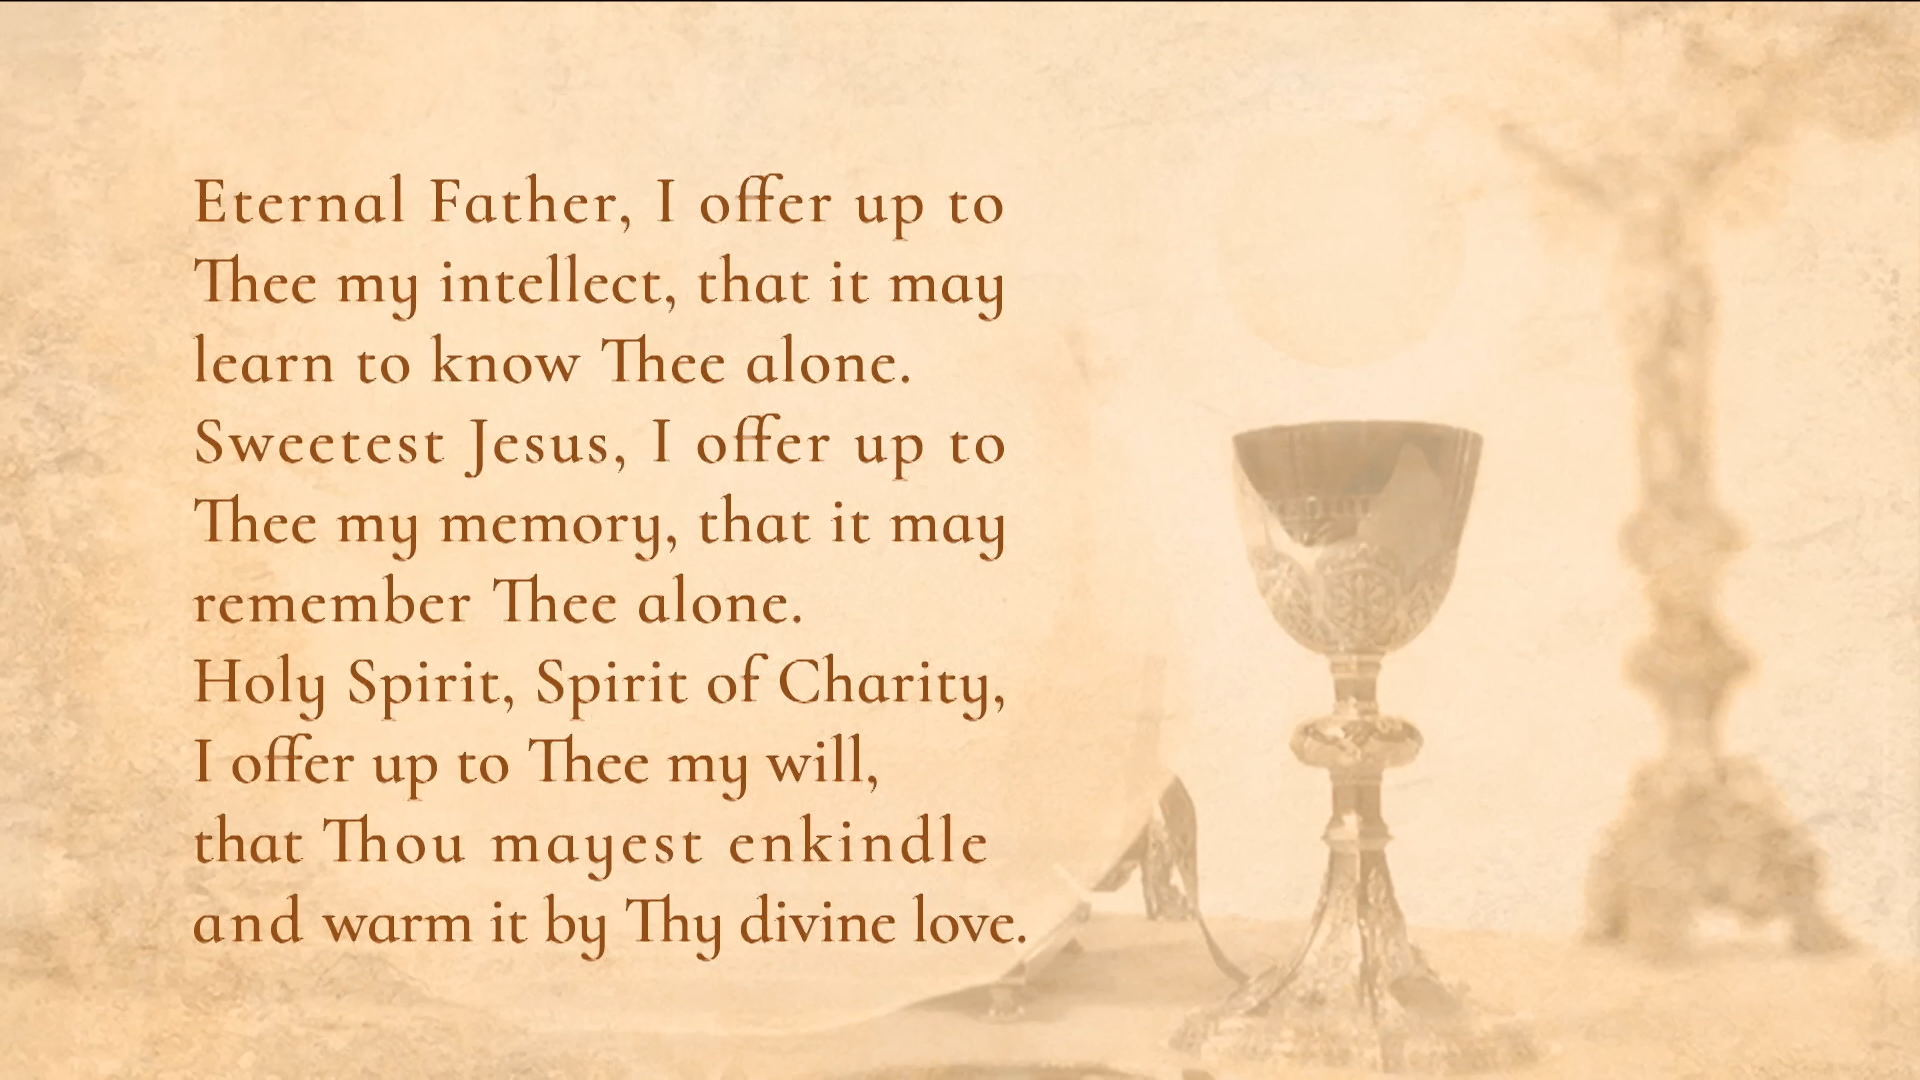 Eternal Father, I offer up to
Thee my intellect, that it may
learn to know Thee alone.
Sweetest Jesus, I offer up to
Thee my memory, that it may
remember Thee alone.
Holy Spirit, Spirit of Charity,
I offer up to Thee my will,
that Thou mayest enkindle
and warm it by Thy divine love.